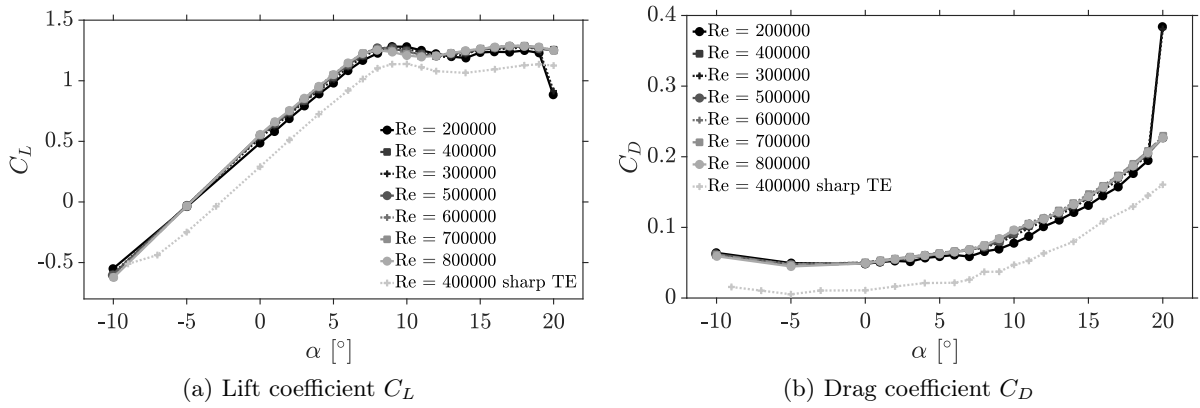 1.5
1
0.5
0
-0.5
C_L
-10 -5 0 5 10 15 20
α [°]
Re = 200000
Re = 400000
Re = 300000
Re = 500000
Re = 600000
Re = 700000
Re = 800000
Re = 400000 sharp TE
(a) Lift coefficient C_L
0.4
0.3
0.2
0.1
0
C_D
-10 -5 0 5 10 15 20
α [°]
Re = 200000
Re = 400000
Re = 300000
Re = 500000
Re = 600000
Re = 700000
Re = 800000
Re = 400000 sharp TE
(b) Drag coefficient C_D